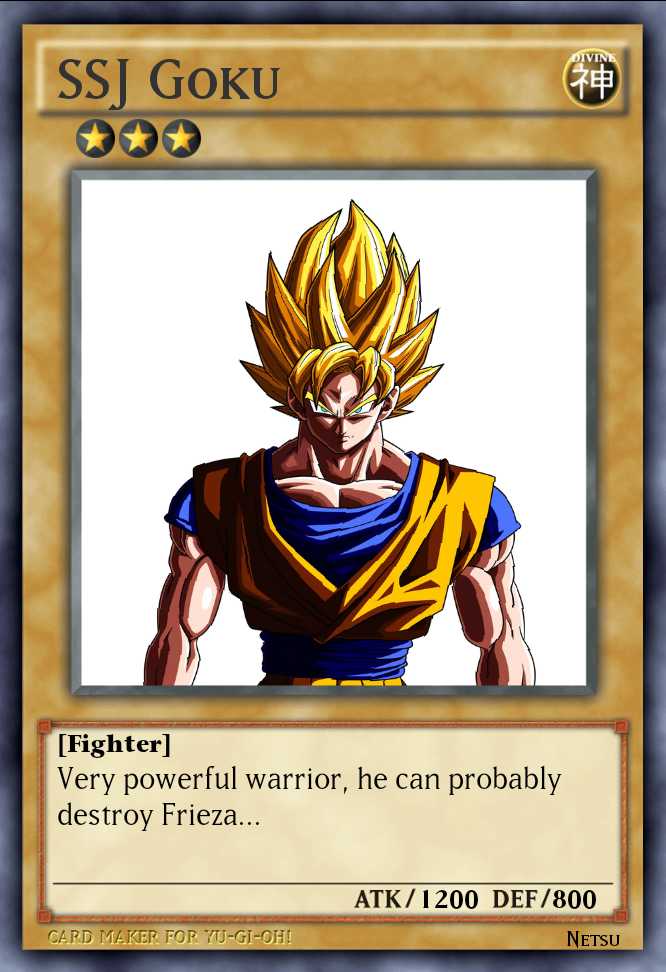 SSJ Goku
DIVINE
神
[Fighter]
Very powerful warrior, he can probably
destroy Frieza...
ATK/1200 DEF/800
CARD MAKER FOR YU-GI-OH!
Netsu